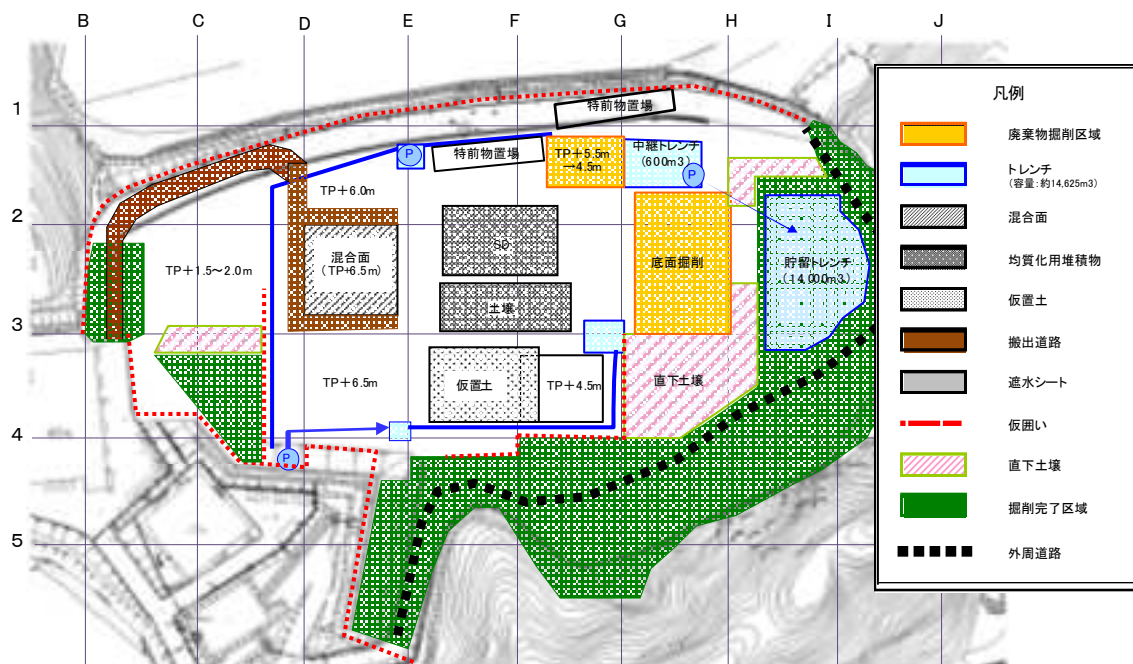 B C D E F G H I J
1
特前物置場
凡例
廃棄物掘削区域
P
特前物置場
TP+5.5m
～4.5m
中継トレンチ
(600m3)
P
トレンチ
(容量:約14,625m3)
TP+6.0m
混合面
2
SD
均質化用堆積物
TP+1.5～2.0m
混合面
(TP+6.5m)
底面掘削
貯留トレンチ
(14,000m3)
仮置土
土壌
3
搬出道路
TP+6.5m
仮置土
TP+4.5m
直下土壌
遮水シート
仮囲い
4
P
直下土壌
掘削完了区域
5
外周道路